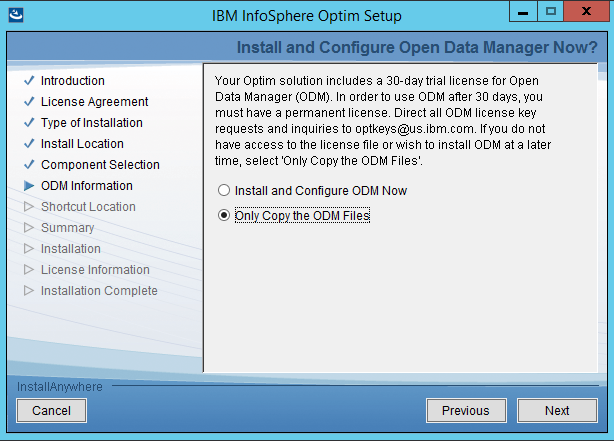 IBM InfoSphere Optim Setup
Install and Configure Open Data Manager Now?
Introduction
License Agreement
Type of Installation
Install Location
Component Selection
ODM Information
Shortcut Location
Summary
Installation
License Information
Installation Complete
Your Optim solution includes a 30-day trial license for Open
Data Manager (ODM). In order to use ODM after 30 days, you
must have a permanent license. Direct all ODM license key
requests and inquiries to optkeys@us.ibm.com. If you do not
have access to the license file or wish to install ODM at a later
time, select 'Only Copy the ODM Files'.
Install and Configure ODM Now
Only Copy the ODM Files
InstallAnywhere
Cancel
Previous
Next